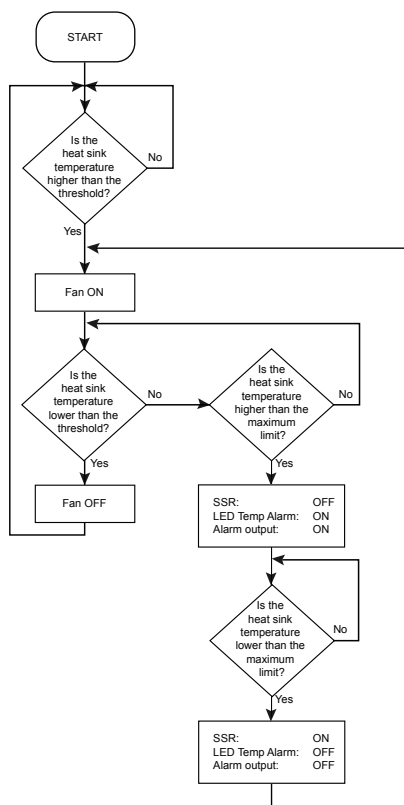 START
Is the
heat sink
temperature
higher than the
threshold?
No
Yes
Fan ON
Is the
heat sink
temperature
lower than the
threshold?
No
Yes
Fan OFF
Is the
heat sink
temperature
higher than the
maximum
limit?
No
Yes
SSR: OFF
LED Temp Alarm: ON
Alarm output: ON
Is the
heat sink
temperature
lower than the
maximum
limit?
No
Yes
SSR: ON
LED Temp Alarm: OFF
Alarm output: OFF